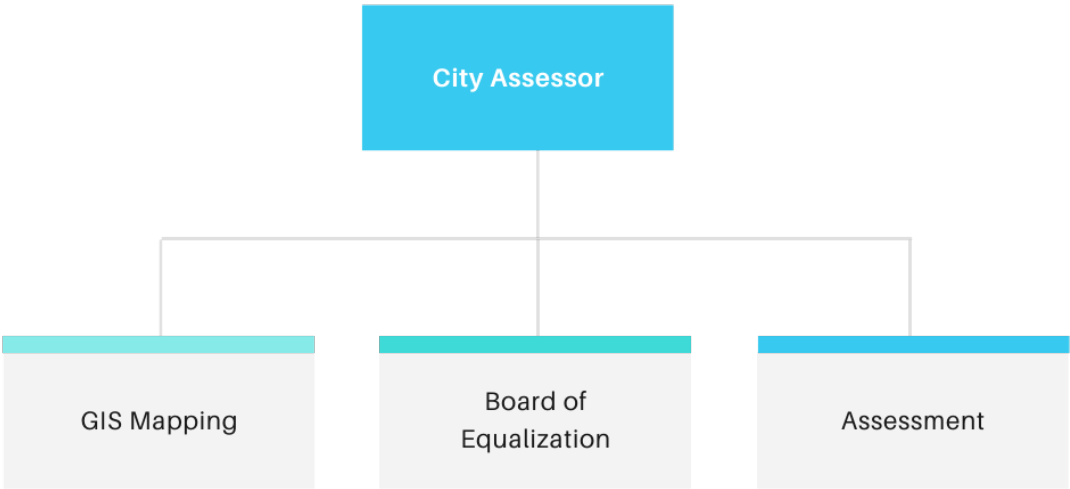 City Assessor
GIS Mapping
Board of
Equalization
Assessment